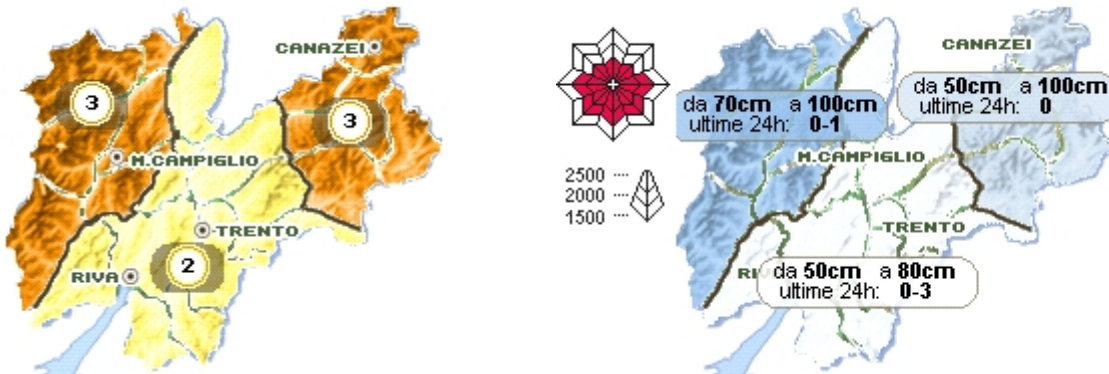 CANAZEI
3
3
M.CAMPIGLIO
TRENTO
RIVA
2
CANAZEI
da 50cm a 100cm
ultime 24h: 0
da 70cm a 100cm
ultime 24h: 0-1
M.CAMPIGLIO
2500
2000
1500
TRENTO
RI
da 50cm a 80cm
ultime 24h: 0-3